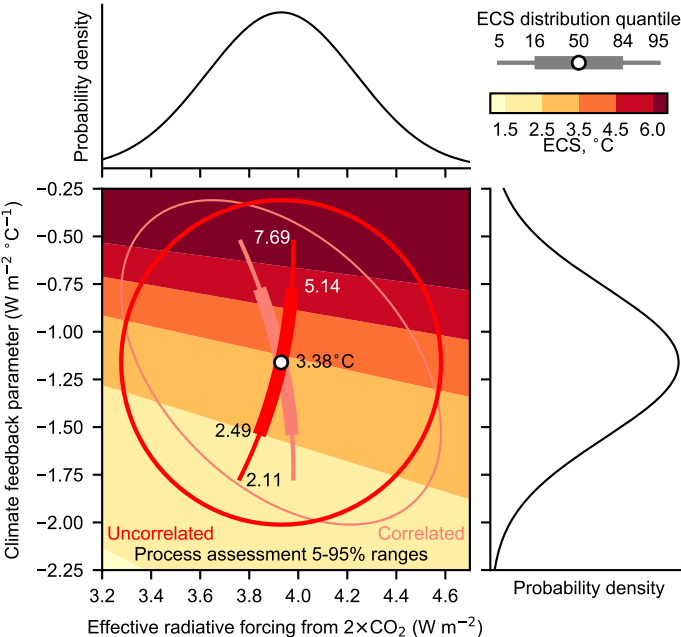 ECS distribution quantile
5 16 50 84 95
1.5 2.5 3.5 4.5 6.0
ECS, °C
Probability density
−0.25
−0.50
−0.75
−1.00
−1.25
−1.50
−1.75
−2.00
−2.25
Climate feedback parameter (W m−2 °C−1)
7.69
5.14
3.38°C
2.49
2.11
Uncorrelated Correlated
Process assessment 5-95% ranges
3.2 3.4 3.6 3.8 4.0 4.2 4.4 4.6
Effective radiative forcing from 2×CO2 (W m−2)
Probability density